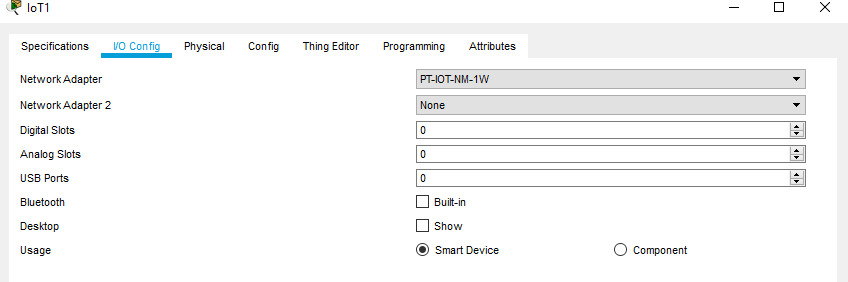 IoT1
Specifications I/O Config Physical Config Thing Editor Programming Attributes
Network Adapter PT-IOT-NM-1W
Network Adapter 2 None
Digital Slots 0
Analog Slots 0
USB Ports 0
Bluetooth Built-in
Desktop Show
Usage Smart Device Component